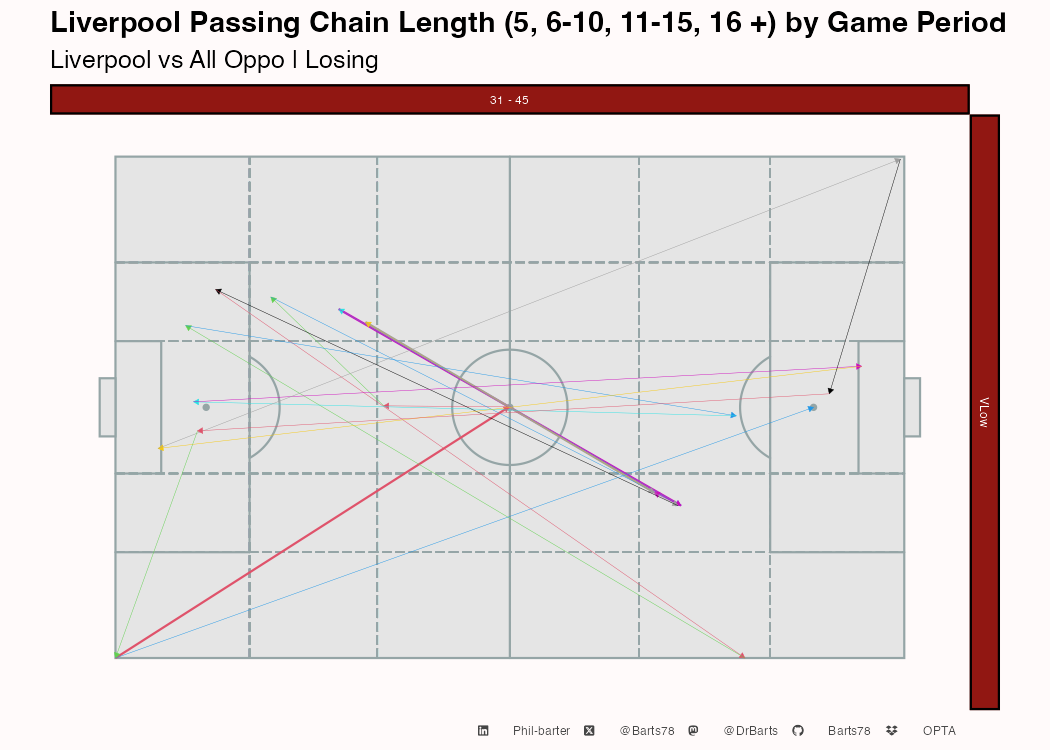 Liverpool Passing Chain Length (5, 6-10, 11-15, 16 +) by Game Period
Liverpool vs All Oppo I Losing
31 - 45
VLow
Phil-barter @Barts78 @DrBarts Barts78 OPTA